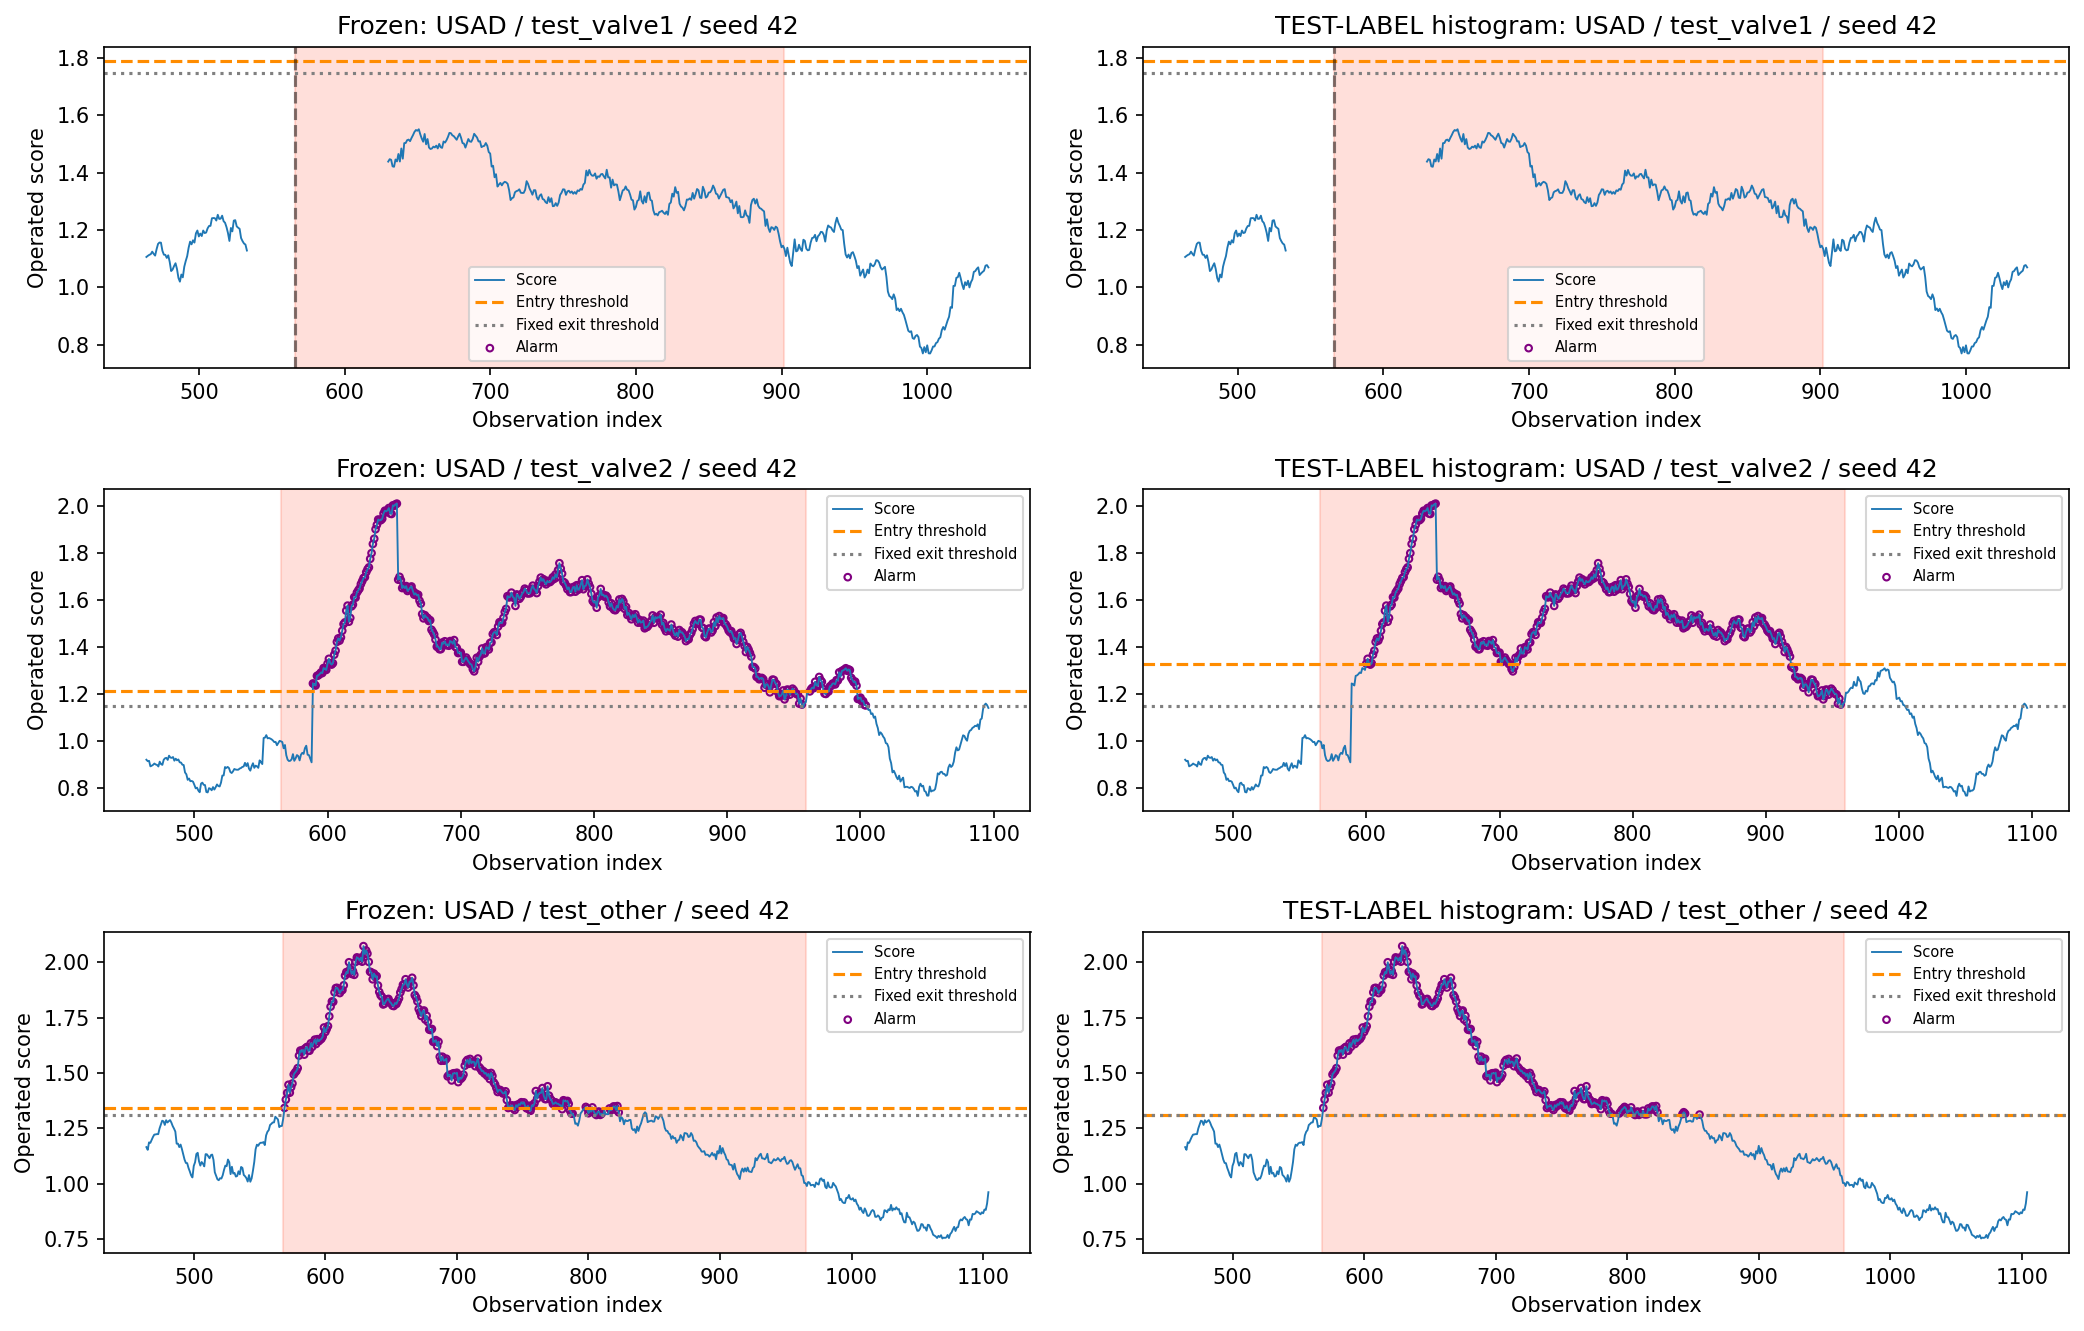 Frozen: USAD / test_valve1 / seed 42
1.8
1.6
1.4
1.2
1.0
0.8
Operated score
Score
Entry threshold
Fixed exit threshold
Alarm
500 600 700 800 900 1000
Observation index
TEST-LABEL histogram: USAD / test_valve1 / seed 42
1.8
1.6
1.4
1.2
1.0
0.8
Operated score
Score
Entry threshold
Fixed exit threshold
Alarm
500 600 700 800 900 1000
Observation index
Frozen: USAD / test_valve2 / seed 42
2.0
1.8
1.6
1.4
1.2
1.0
0.8
Operated score
Score
Entry threshold
Fixed exit threshold
Alarm
500 600 700 800 900 1000 1100
Observation index
TEST-LABEL histogram: USAD / test_valve2 / seed 42
2.0
1.8
1.6
1.4
1.2
1.0
0.8
Operated score
Score
Entry threshold
Fixed exit threshold
Alarm
500 600 700 800 900 1000 1100
Observation index
Frozen: USAD / test_other / seed 42
2.00
1.75
1.50
1.25
1.00
0.75
Operated score
Score
Entry threshold
Fixed exit threshold
Alarm
500 600 700 800 900 1000 1100
Observation index
TEST-LABEL histogram: USAD / test_other / seed 42
2.00
1.75
1.50
1.25
1.00
0.75
Operated score
Score
Entry threshold
Fixed exit threshold
Alarm
500 600 700 800 900 1000 1100
Observation index